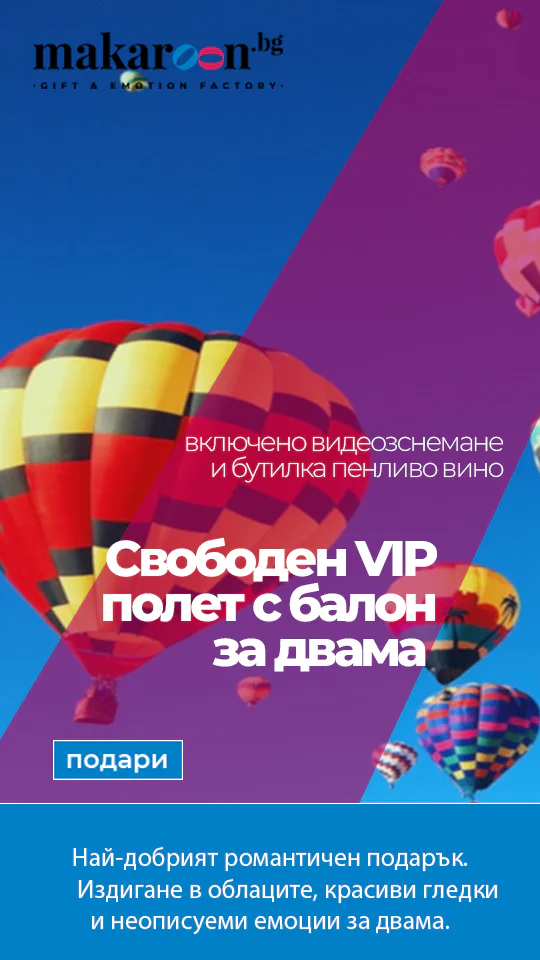 makaroon.bg
· GIFT & EMOTION FACTORY ·
включено видеозснемане
и бутилка пенливо вино
Свободен VIP
полет с балон
за двама
подари
Най-добрият романтичен подарък.
Издигане в облаците, красиви гледки
и неописуеми емоции за двама.